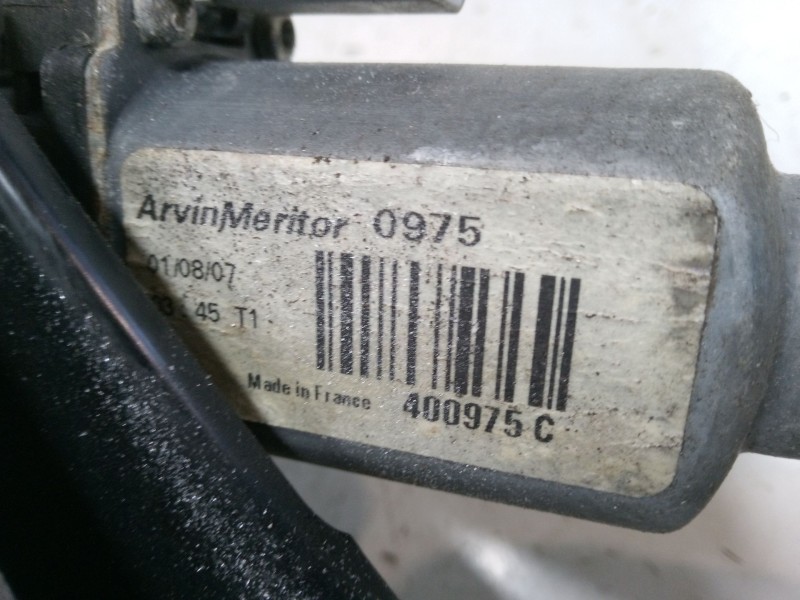 ArvinMeritor 0975
01/08/07
45 T1
Made in France 400975 C